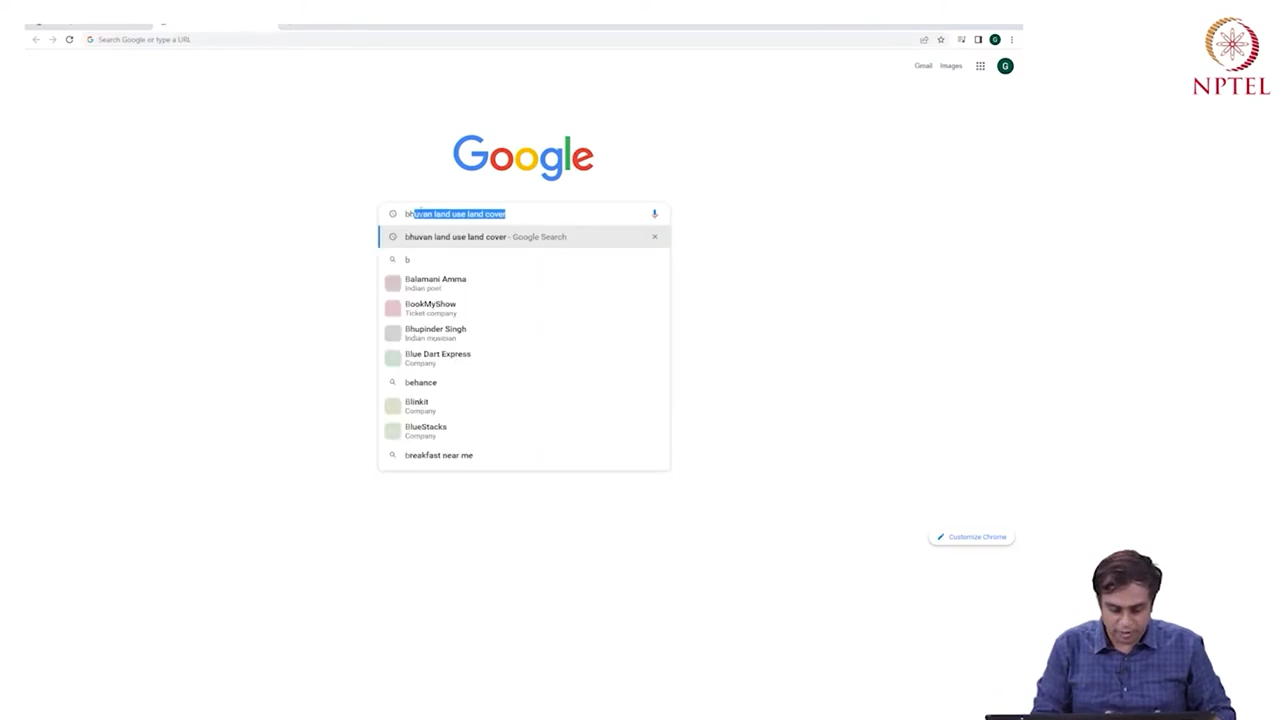 Search Google or type a URL
G
NPTEL
Gmail
Images
G
Google
bhuvan land use land cover
bhuvan land use land cover - Google Search
b
Balamani Amma
Indian poet
BookMyShow
Ticket company
Bhupinder Singh
Indian musician
Blue Dart Express
Company
behance
Blinkit
Company
BlueStacks
Company
breakfast near me
Customize Chrome